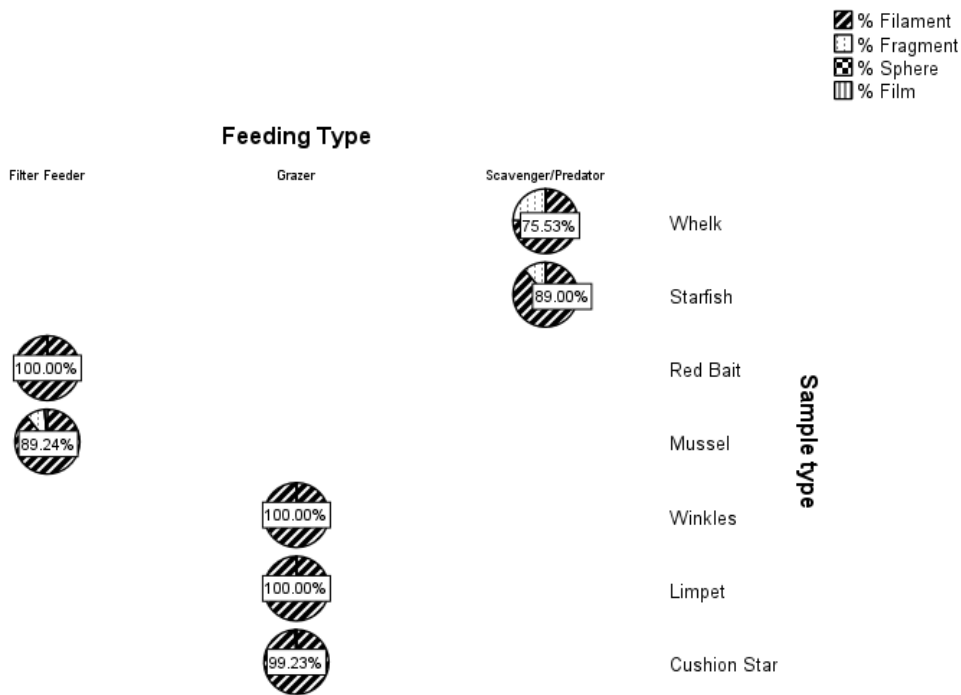 % Filament
% Fragment
% Sphere
% Film
Feeding Type
Filter Feeder
Grazer
Scavenger/Predator
75.53%
Whelk
89.00%
Starfish
100.00%
Red Bait
89.24%
Mussel
Sample type
100.00%
Winkles
100.00%
Limpet
99.23%
Cushion Star